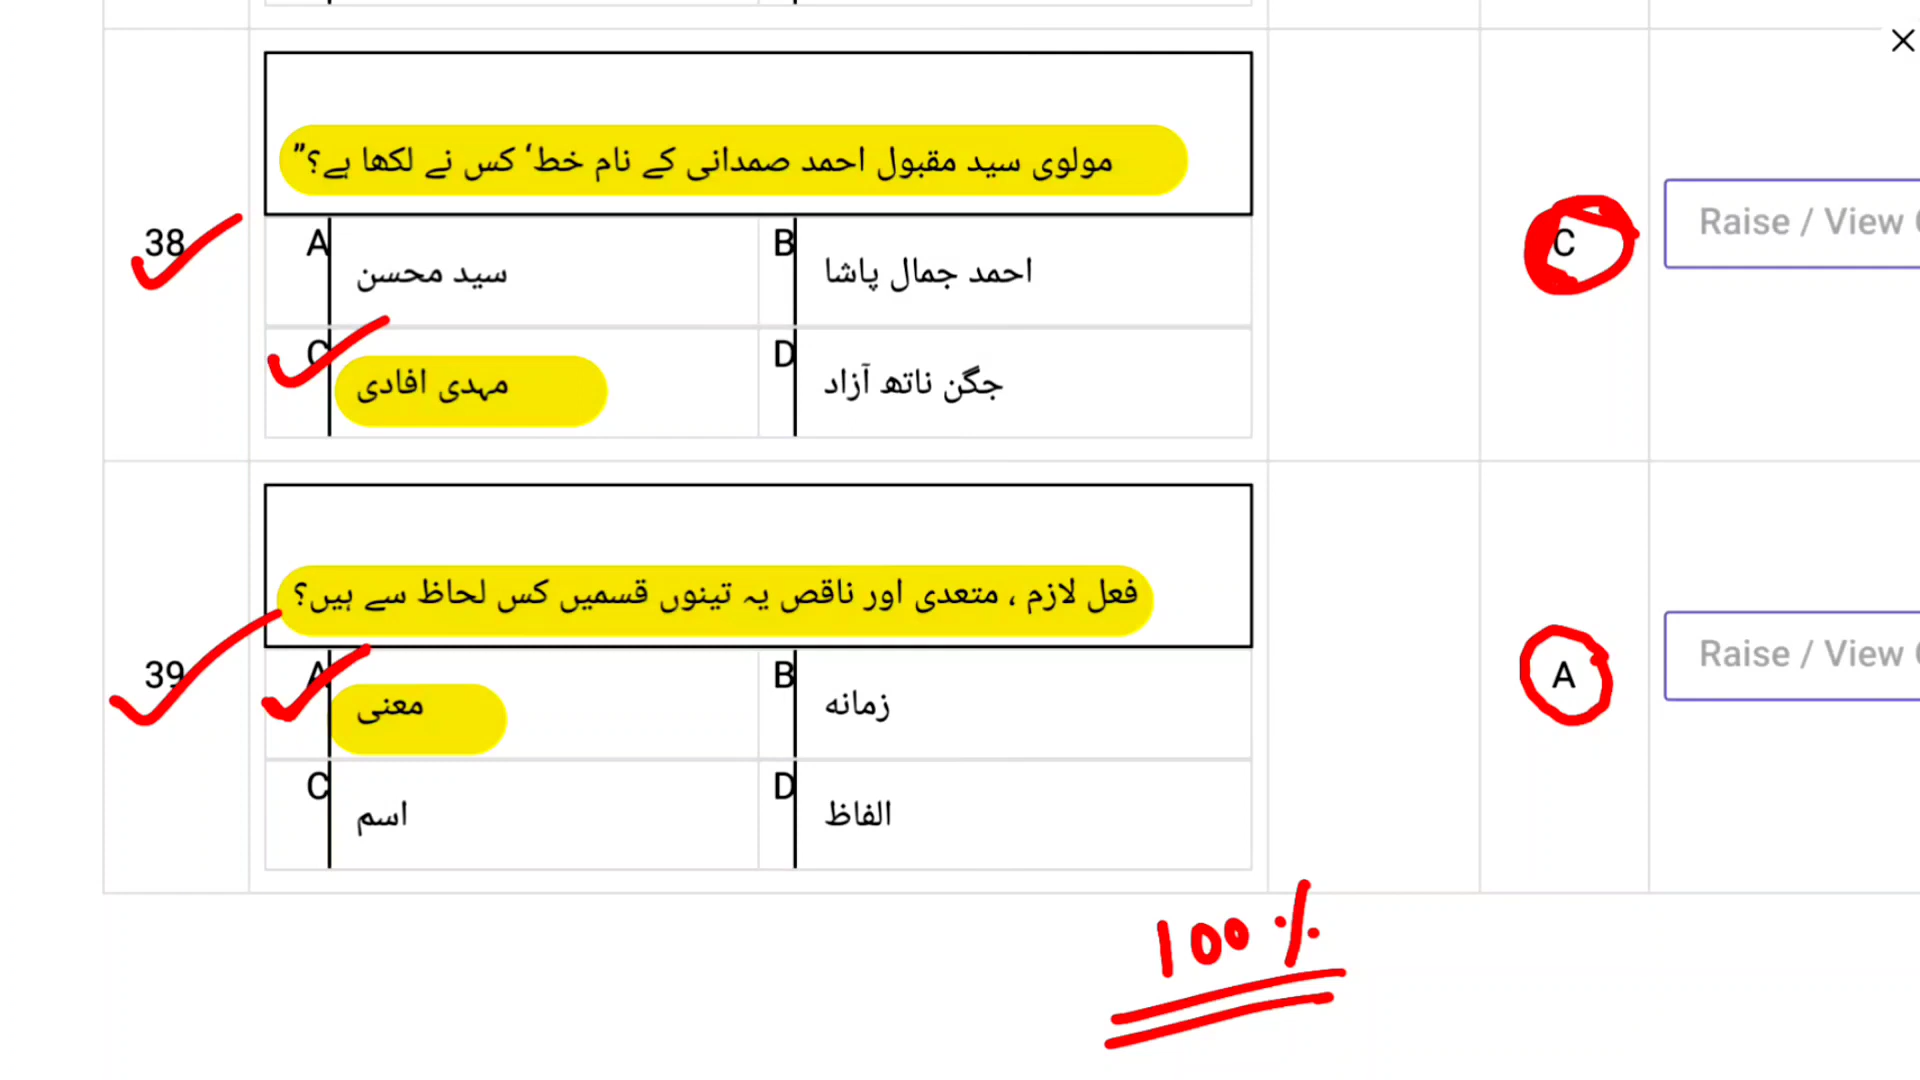 ×
38
مولوی سید مقبول احمد صمدانی کے نام خط‘ کس نے لکھا ہے؟”
A سید محسن
B احمد جمال پاشا
C مہدی افادی
D جگن ناتھ آزاد
C
Raise / View
39
فعل لازم ، متعدی اور ناقص یہ تینوں قسمیں کس لحاظ سے ہیں؟
A معنی
B زمانہ
C اسم
D الفاظ
A
Raise / View
100 %